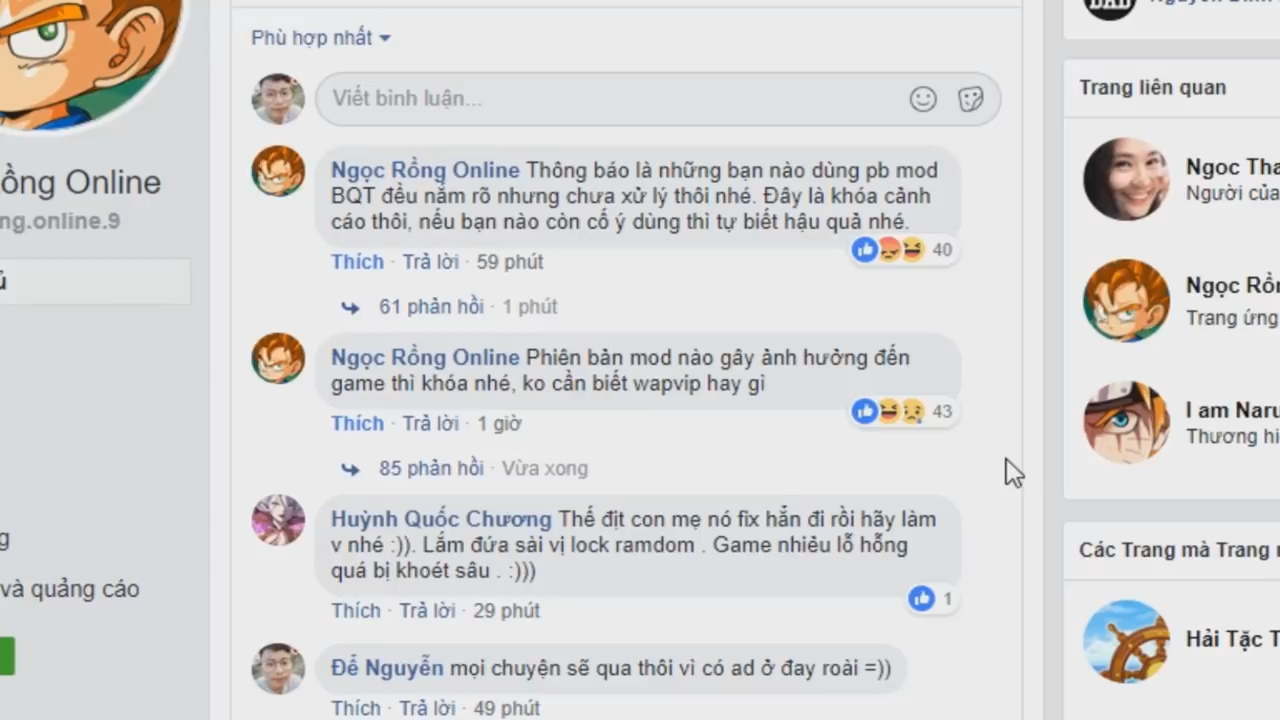 Phù hợp nhất
Viết bình luận...
Ngọc Rồng Online Thông báo là những bạn nào dùng pb mod
BQT đều nắm rõ nhưng chưa xử lý thôi nhé. Đây là khóa cảnh
cáo thôi, nếu bạn nào còn cố ý dùng thì tự biết hậu quả nhé.
40
Thích · Trả lời · 59 phút
61 phản hồi · 1 phút
Ngọc Rồng Online Phiên bản mod nào gây ảnh hưởng đến
game thì khóa nhé, ko cần biết wapvip hay gì
43
Thích · Trả lời · 1 giờ
85 phản hồi · Vừa xong
Huỳnh Quốc Chương Thế địt con mẹ nó fix hẳn đi rồi hãy làm
v nhé :)). Lắm đứa sài vị lock ramdom . Game nhiều lỗ hỗng
quá bị khoét sâu . :)))
1
Thích · Trả lời · 29 phút
Để Nguyễn mọi chuyện sẽ qua thôi vì có ad ở đay roài =))
Thích · Trả lời · 49 phút
ồng Online
ng.online.9
ủ
g
và quảng cáo
Trang liên quan
Ngoc Tha
Người của
Ngọc Rồn
Trang ứng
I am Naru
Thương hi
Các Trang mà Trang n
Hải Tặc T